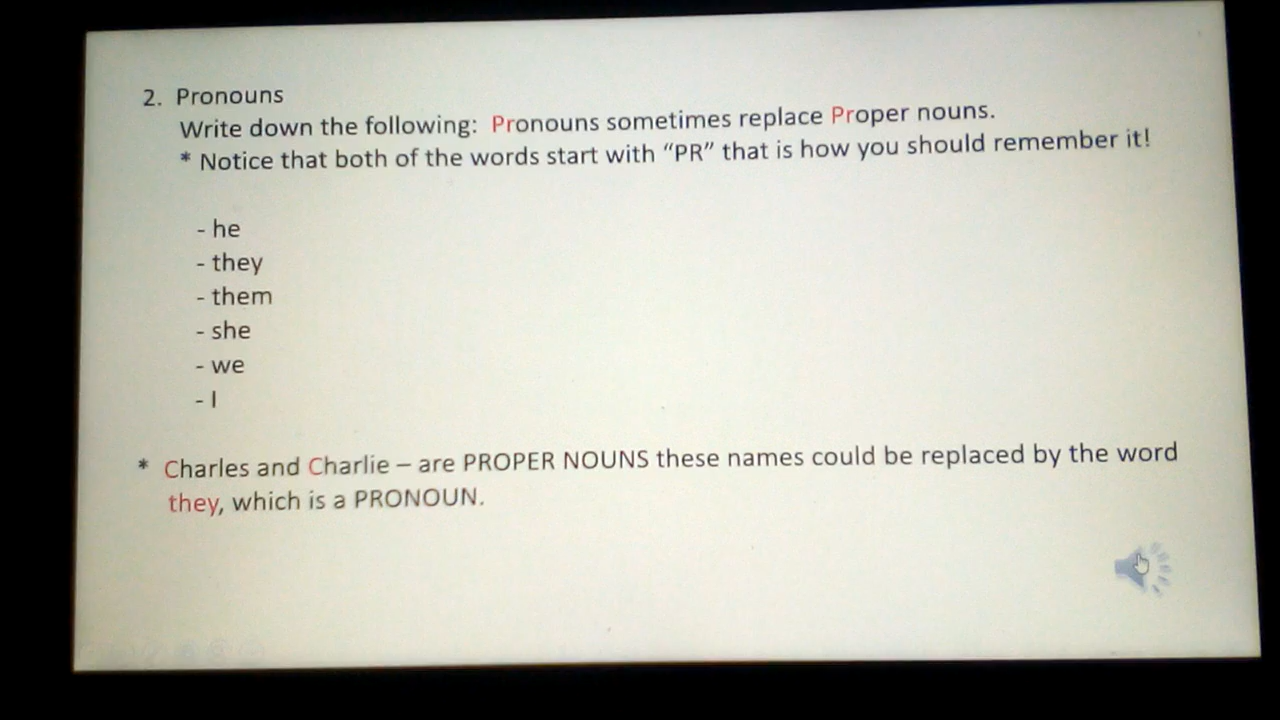 2. Pronouns
Write down the following: Pronouns sometimes replace Proper nouns.
* Notice that both of the words start with “PR” that is how you should remember it!
- he
- they
- them
- she
- we
- I
* Charles and Charlie – are PROPER NOUNS these names could be replaced by the word
they, which is a PRONOUN.